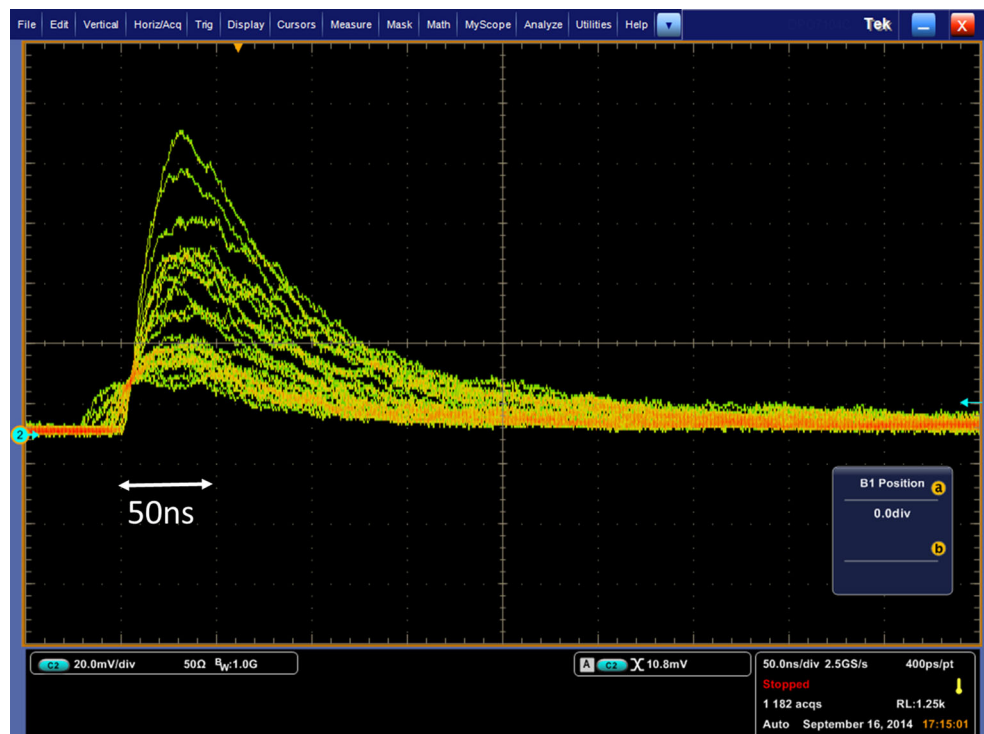 File Edit Vertical Horiz/Acq Trig Display Cursors Measure Mask Math MyScope Analyze Utilities Help Tek X
2
50ns
B1 Position a
0.0div
b
C2 20.0mV/div 50Ω BW:1.0G
A C2 10.8mV
50.0ns/div 2.5GS/s 400ps/pt
Stopped
1 182 acqs RL:1.25k
Auto September 16, 2014 17:15:01